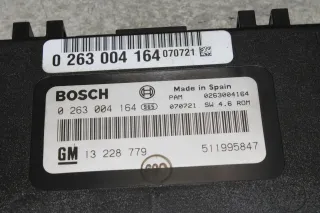 0 263 004 164 070721
Made in Spain
BOSCH PAM 0263004164
0 263 004 164 070721 SW 4.6 ROM
GM 13 228 779 511995847